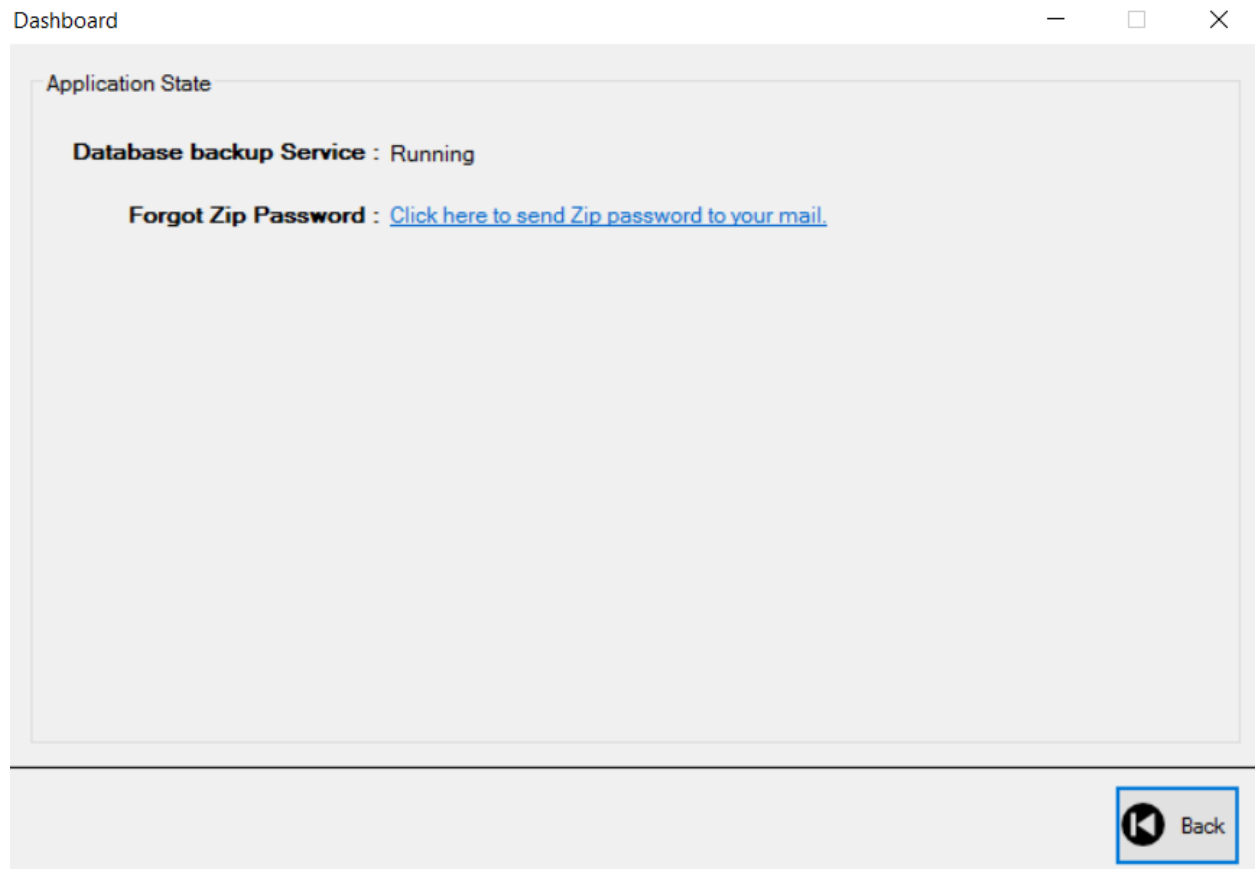 Dashboard
Application State
Database backup Service : Running
Forgot Zip Password : Click here to send Zip password to your mail.
Back